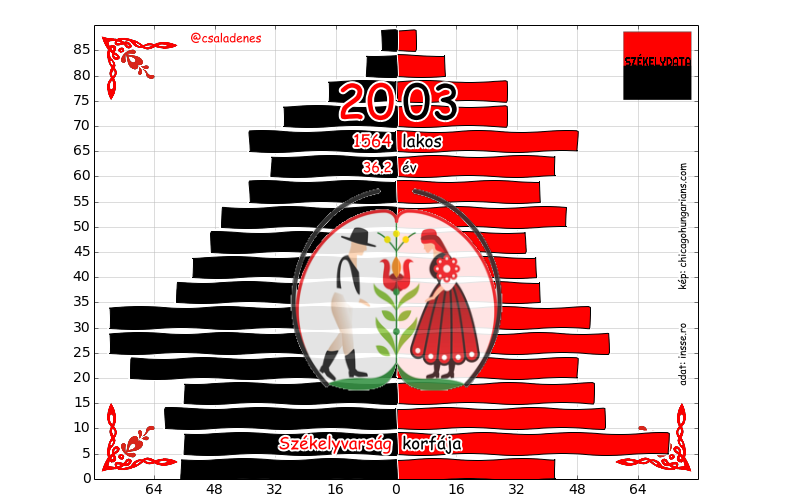 @csaladenes
SZÉKELYDATA
2003
1564 lakos
36.2 év
kép: chicagohungarians.com
adat: insse.ro
Székelyvarság korfája
85
80
75
70
65
60
55
50
45
40
35
30
25
20
15
10
5
0
64 48 32 16 0 16 32 48 64